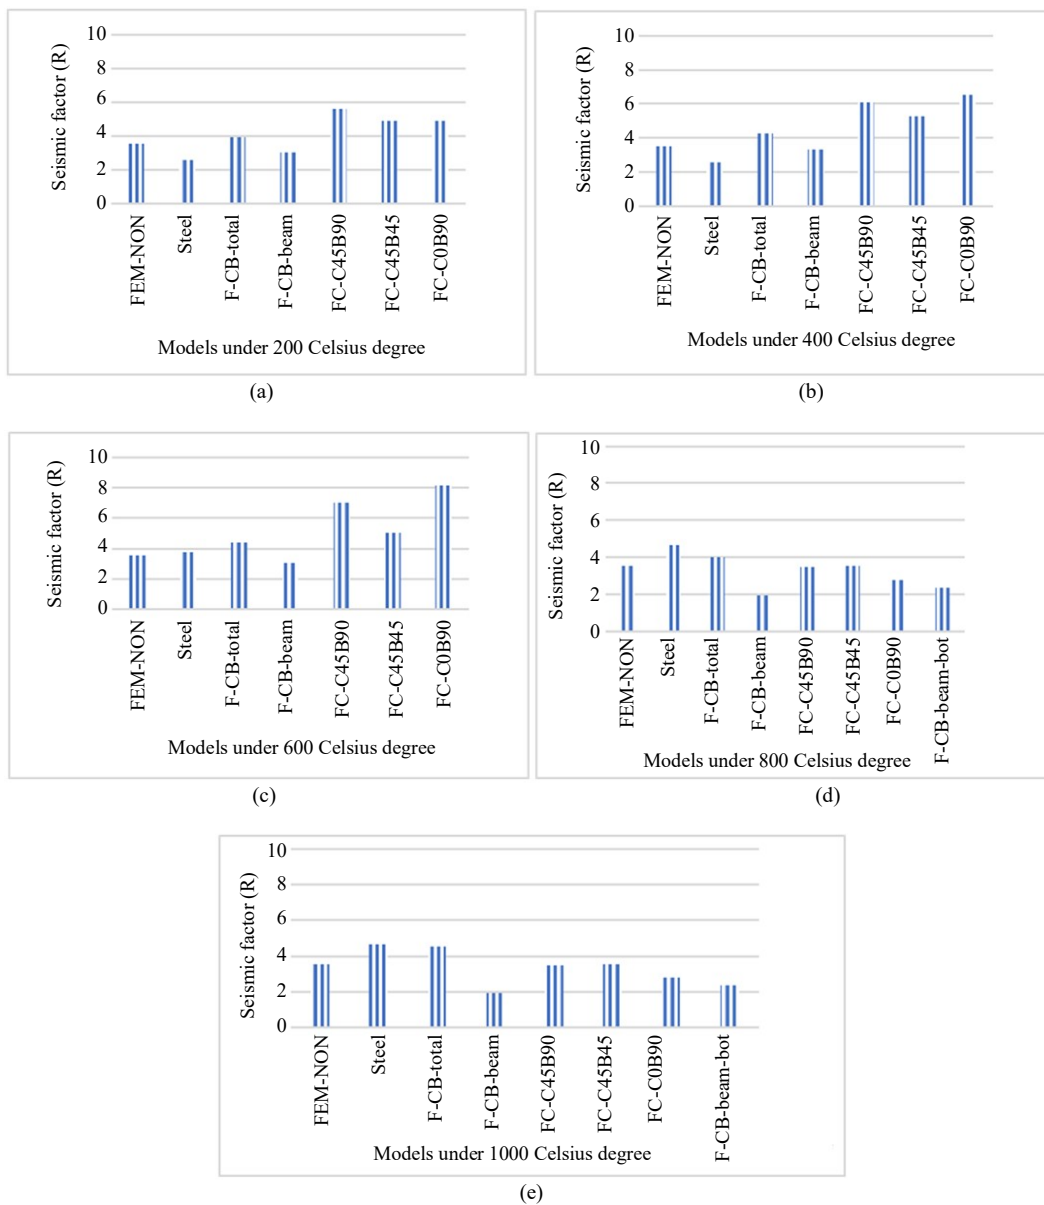 Seismic factor (R)
10
8
6
4
2
0
FEM-NON
Steel
F-CB-total
F-CB-beam
FC-C45B90
FC-C45B45
FC-C0B90
Models under 200 Celsius degree
(a)
Seismic factor (R)
10
8
6
4
2
0
FEM-NON
Steel
F-CB-total
F-CB-beam
FC-C45B90
FC-C45B45
FC-C0B90
Models under 400 Celsius degree
(b)
Seismic factor (R)
10
8
6
4
2
0
FEM-NON
Steel
F-CB-total
F-CB-beam
FC-C45B90
FC-C45B45
FC-C0B90
Models under 600 Celsius degree
(c)
Seismic factor (R)
10
8
6
4
2
0
FEM-NON
Steel
F-CB-total
F-CB-beam
FC-C45B90
FC-C45B45
FC-C0B90
F-CB-beam-bot
Models under 800 Celsius degree
(d)
Seismic factor (R)
10
8
6
4
2
0
FEM-NON
Steel
F-CB-total
F-CB-beam
FC-C45B90
FC-C45B45
FC-C0B90
F-CB-beam-bot
Models under 1000 Celsius degree
(e)